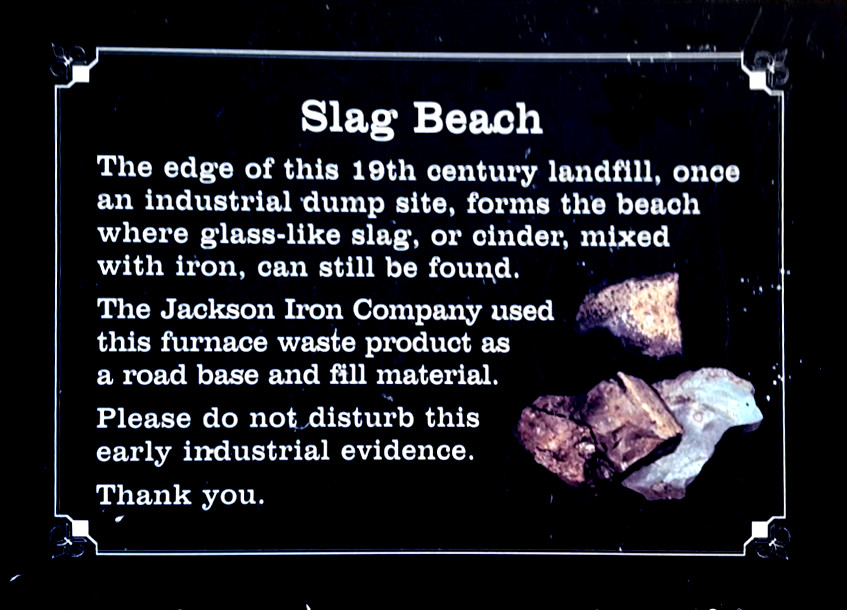 Slag Beach
The edge of this 19th century landfill, once
an industrial dump site, forms the beach
where glass-like slag, or cinder, mixed
with iron, can still be found.
The Jackson Iron Company used
this furnace waste product as
a road base and fill material.
Please do not disturb this
early industrial evidence.
Thank you.